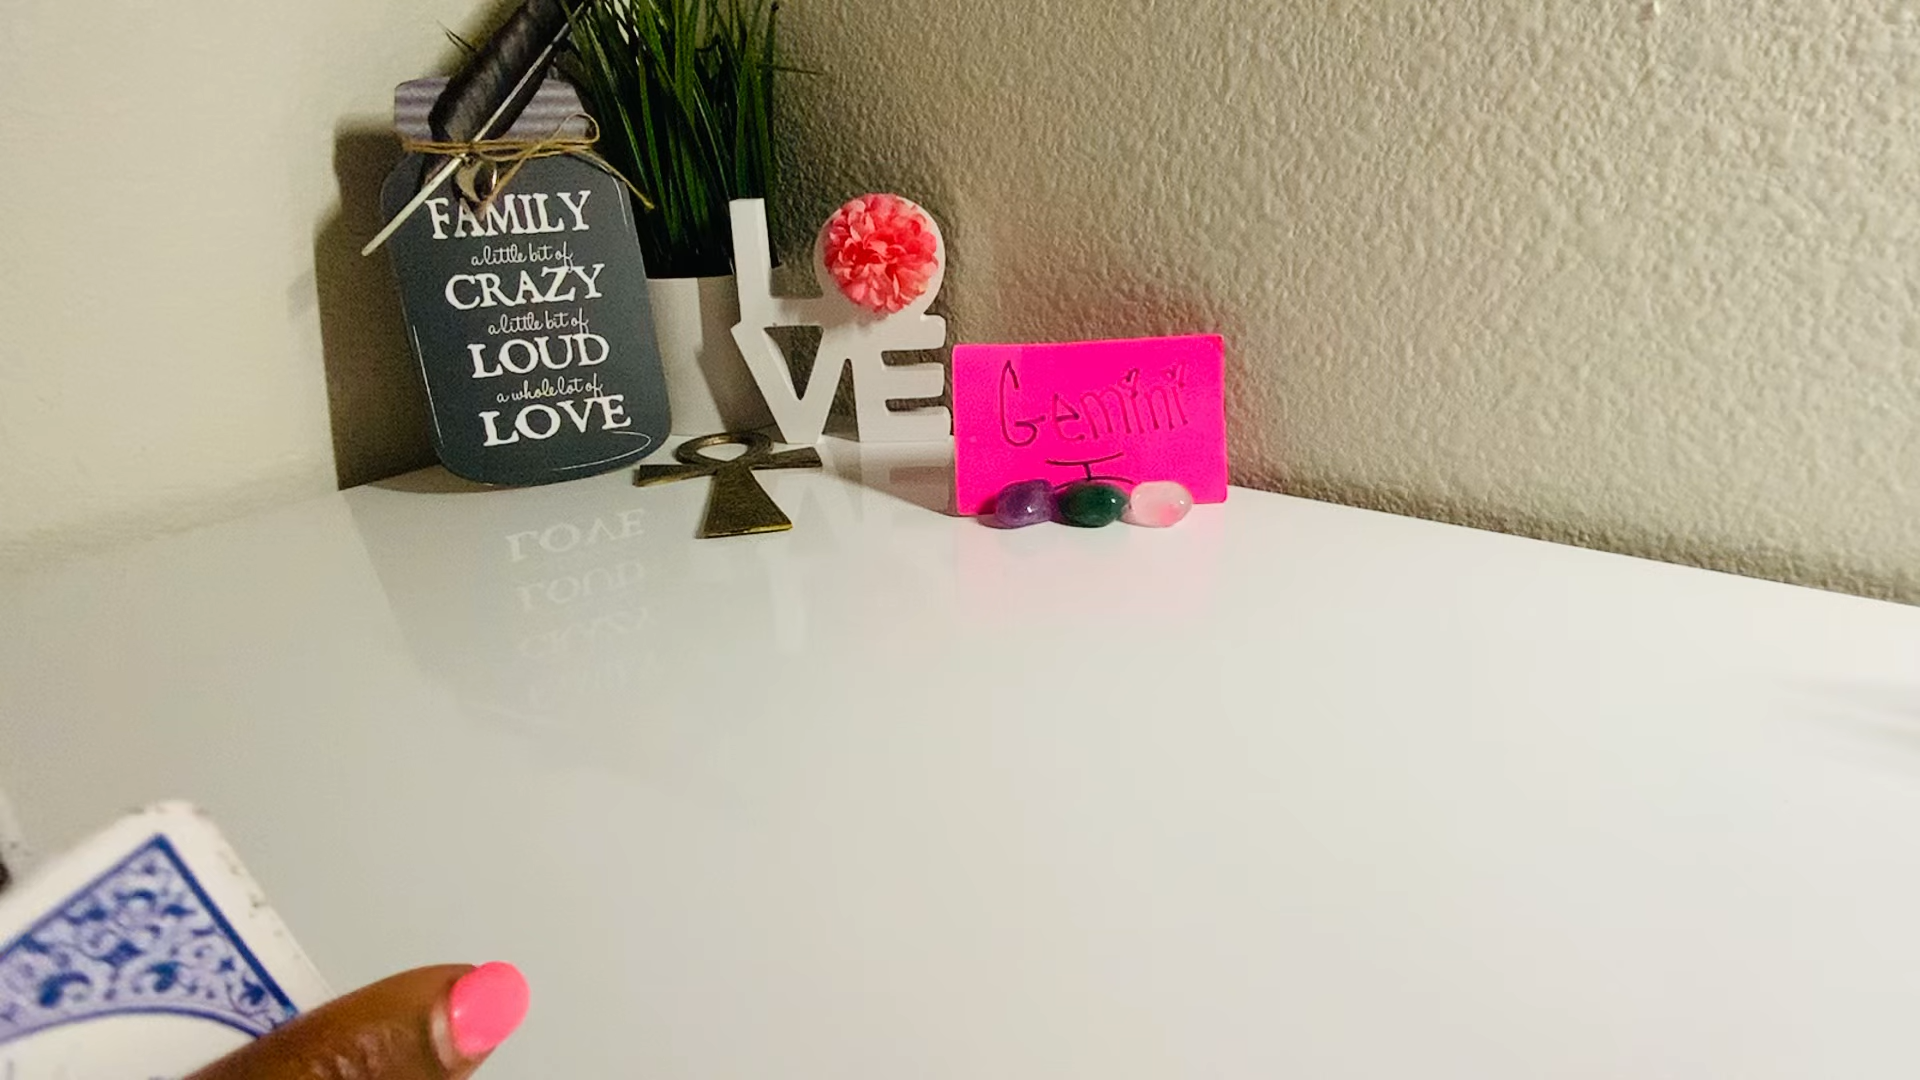 FAMILY
a little bit of
CRAZY
a little bit of
LOUD
a whole lot of
LOVE
LOVE
Gemini